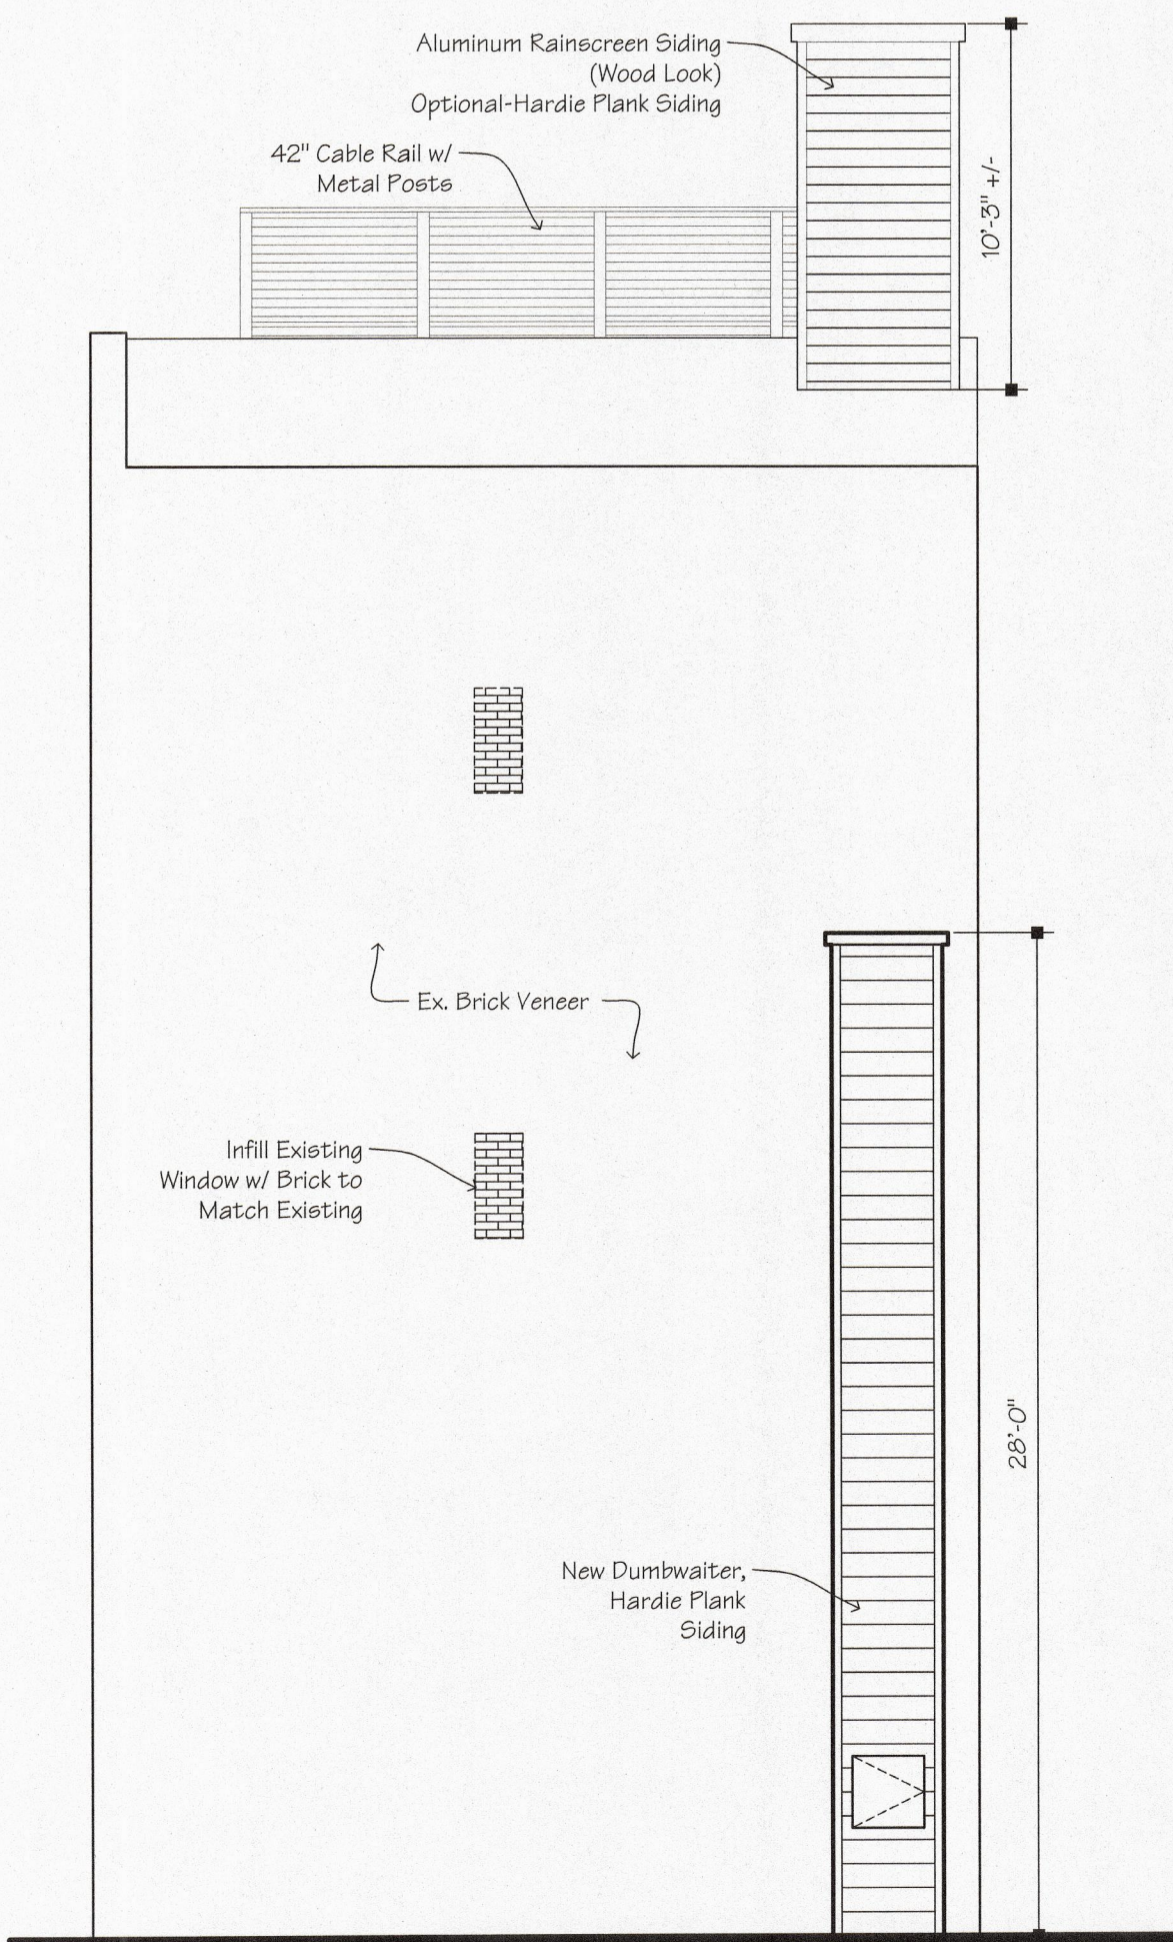 Aluminum Rainscreen Siding
(Wood Look)
Optional-Hardie Plank Siding
42" Cable Rail w/
Metal Posts
10'-3" +/-
Ex. Brick Veneer
Infill Existing
Window w/ Brick to
Match Existing
28'-0"
New Dumbwaiter,
Hardie Plank
Siding